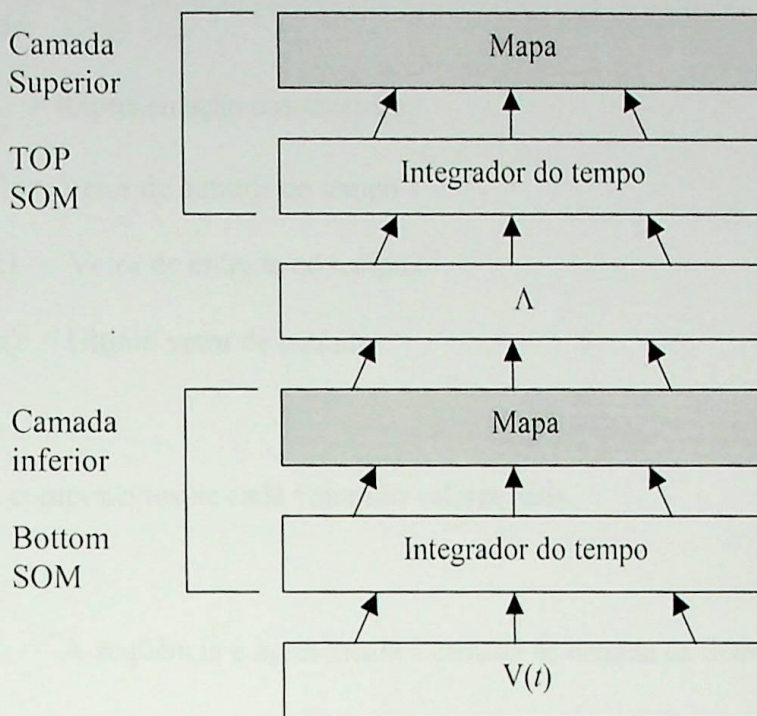 Camada
Superior
TOP
SOM
Mapa
Integrador do tempo
Λ
Camada
inferior
Bottom
SOM
Mapa
Integrador do tempo
V(t)